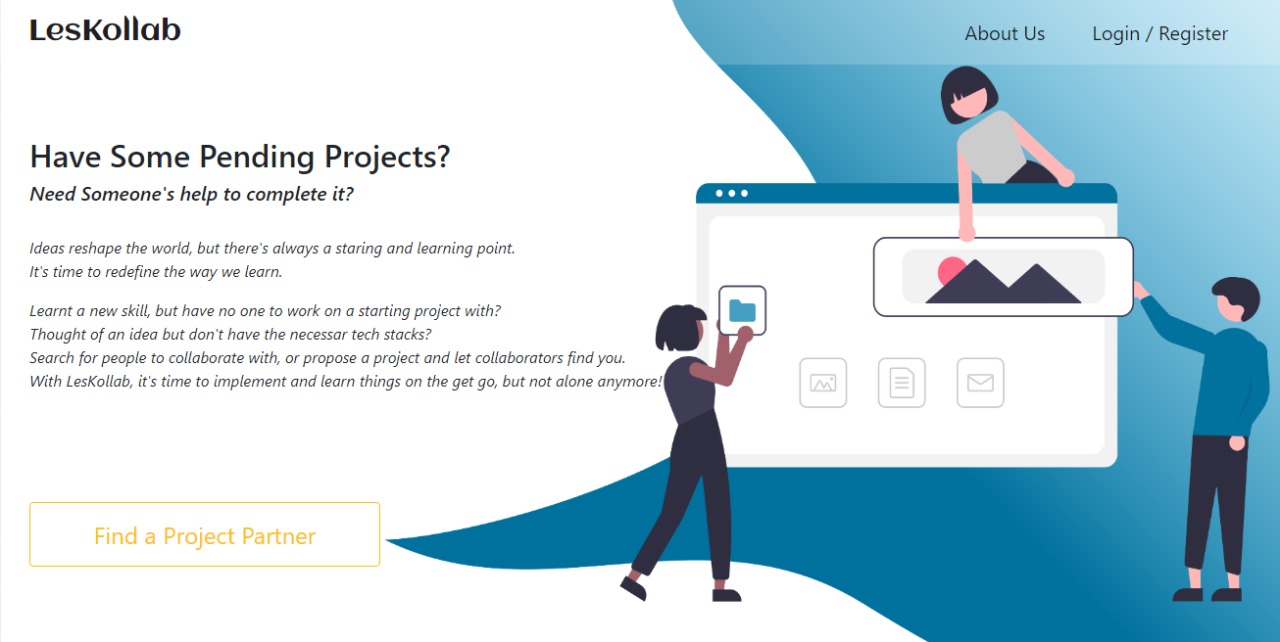 LesKollab
About Us
Login / Register
Have Some Pending Projects?
Need Someone's help to complete it?
Ideas reshape the world, but there's always a staring and learning point.
It's time to redefine the way we learn.
Learnt a new skill, but have no one to work on a starting project with?
Thought of an idea but don't have the necessar tech stacks?
Search for people to collaborate with, or propose a project and let collaborators find you.
With LesKollab, it's time to implement and learn things on the get go, but not alone anymore!
Find a Project Partner